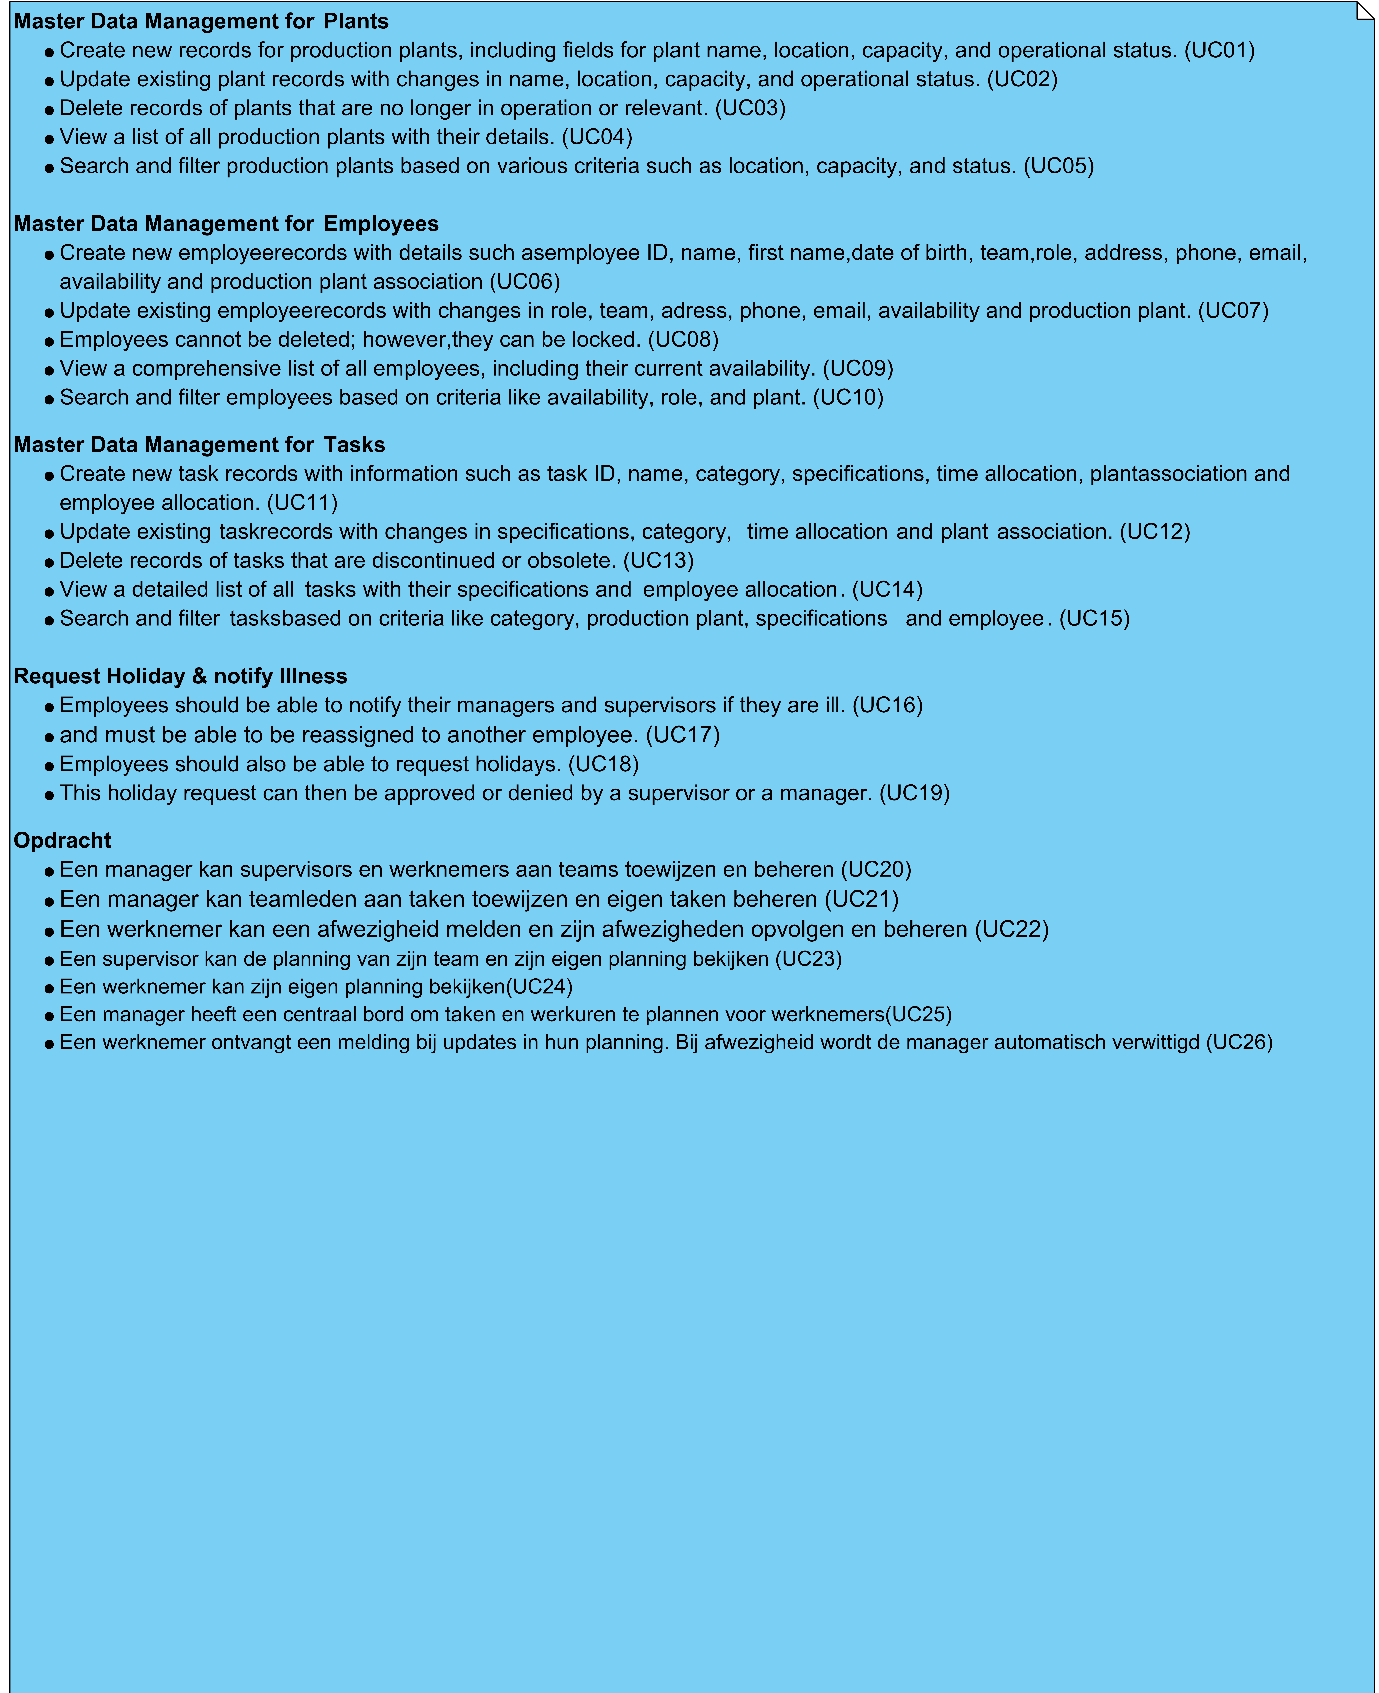 Master Data Management for Plants
● Create new records for production plants, including fields for plant name, location, capacity, and operational status. (UC01)
● Update existing plant records with changes in name, location, capacity, and operational status. (UC02)
● Delete records of plants that are no longer in operation or relevant. (UC03)
● View a list of all production plants with their details. (UC04)
● Search and filter production plants based on various criteria such as location, capacity, and status. (UC05)
Master Data Management for Employees
● Create new employeerecords with details such asemployee ID, name, first name,date of birth, team,role, address, phone, email,
availability and production plant association (UC06)
● Update existing employeerecords with changes in role, team, adress, phone, email, availability and production plant. (UC07)
● Employees cannot be deleted; however,they can be locked. (UC08)
● View a comprehensive list of all employees, including their current availability. (UC09)
● Search and filter employees based on criteria like availability, role, and plant. (UC10)
Master Data Management for Tasks
● Create new task records with information such as task ID, name, category, specifications, time allocation, plantassociation and
employee allocation. (UC11)
● Update existing taskrecords with changes in specifications, category, time allocation and plant association. (UC12)
● Delete records of tasks that are discontinued or obsolete. (UC13)
● View a detailed list of all tasks with their specifications and employee allocation. (UC14)
● Search and filter tasksbased on criteria like category, production plant, specifications and employee. (UC15)
Request Holiday & notify Illness
● Employees should be able to notify their managers and supervisors if they are ill. (UC16)
● and must be able to be reassigned to another employee. (UC17)
● Employees should also be able to request holidays. (UC18)
● This holiday request can then be approved or denied by a supervisor or a manager. (UC19)
Opdracht
● Een manager kan supervisors en werknemers aan teams toewijzen en beheren (UC20)
● Een manager kan teamleden aan taken toewijzen en eigen taken beheren (UC21)
● Een werknemer kan een afwezigheid melden en zijn afwezigheden opvolgen en beheren (UC22)
● Een supervisor kan de planning van zijn team en zijn eigen planning bekijken (UC23)
● Een werknemer kan zijn eigen planning bekijken(UC24)
● Een manager heeft een centraal bord om taken en werkuren te plannen voor werknemers(UC25)
● Een werknemer ontvangt een melding bij updates in hun planning. Bij afwezigheid wordt de manager automatisch verwittigd (UC26)